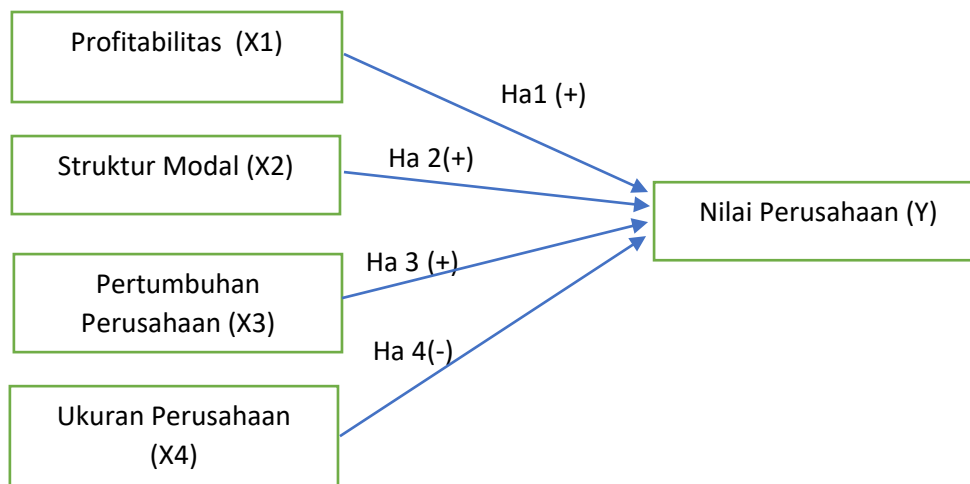 Profitabilitas (X1)
Ha1 (+)
Struktur Modal (X2)
Ha 2(+)
Nilai Perusahaan (Y)
Pertumbuhan
Perusahaan (X3)
Ha 3 (+)
Ha 4(-)
Ukuran Perusahaan
(X4)